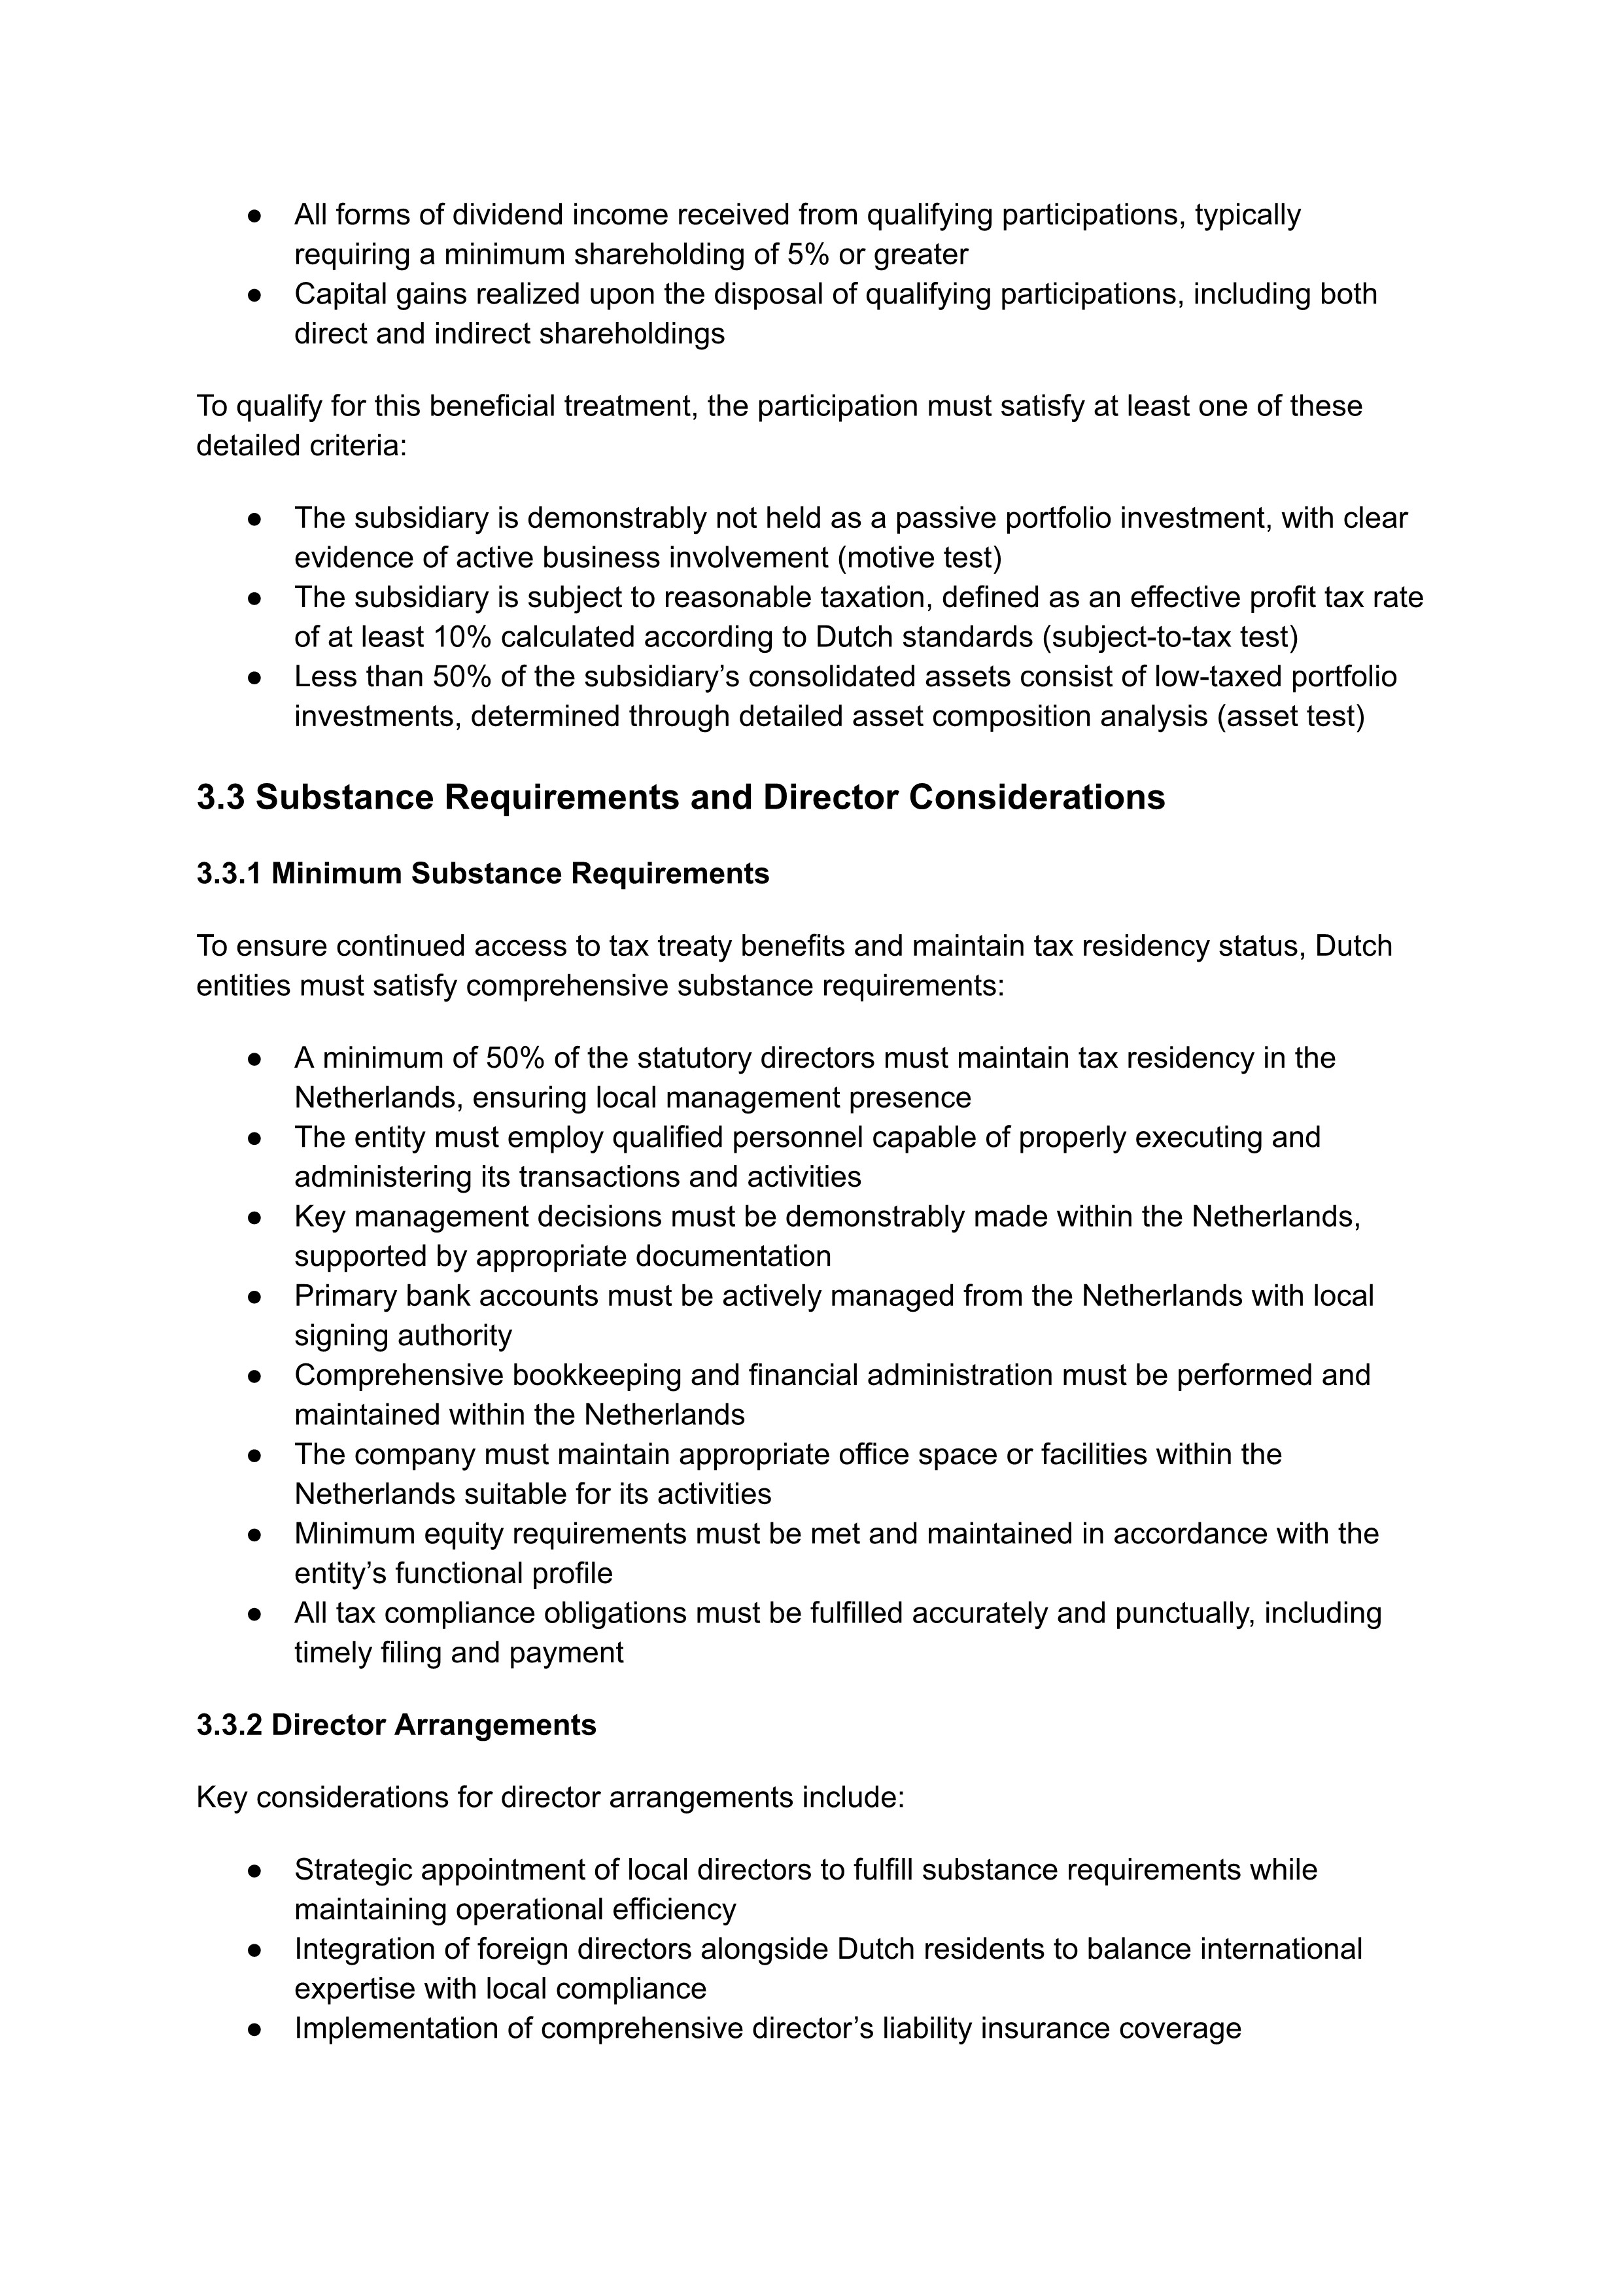 ● All forms of dividend income received from qualifying participations, typically
requiring a minimum shareholding of 5% or greater
● Capital gains realized upon the disposal of qualifying participations, including both
direct and indirect shareholdings
To qualify for this beneficial treatment, the participation must satisfy at least one of these
detailed criteria:
● The subsidiary is demonstrably not held as a passive portfolio investment, with clear
evidence of active business involvement (motive test)
● The subsidiary is subject to reasonable taxation, defined as an effective profit tax rate
of at least 10% calculated according to Dutch standards (subject-to-tax test)
● Less than 50% of the subsidiary’s consolidated assets consist of low-taxed portfolio
investments, determined through detailed asset composition analysis (asset test)
3.3 Substance Requirements and Director Considerations
3.3.1 Minimum Substance Requirements
To ensure continued access to tax treaty benefits and maintain tax residency status, Dutch
entities must satisfy comprehensive substance requirements:
● A minimum of 50% of the statutory directors must maintain tax residency in the
Netherlands, ensuring local management presence
● The entity must employ qualified personnel capable of properly executing and
administering its transactions and activities
● Key management decisions must be demonstrably made within the Netherlands,
supported by appropriate documentation
● Primary bank accounts must be actively managed from the Netherlands with local
signing authority
● Comprehensive bookkeeping and financial administration must be performed and
maintained within the Netherlands
● The company must maintain appropriate office space or facilities within the
Netherlands suitable for its activities
● Minimum equity requirements must be met and maintained in accordance with the
entity’s functional profile
● All tax compliance obligations must be fulfilled accurately and punctually, including
timely filing and payment
3.3.2 Director Arrangements
Key considerations for director arrangements include:
● Strategic appointment of local directors to fulfill substance requirements while
maintaining operational efficiency
● Integration of foreign directors alongside Dutch residents to balance international
expertise with local compliance
● Implementation of comprehensive director’s liability insurance coverage